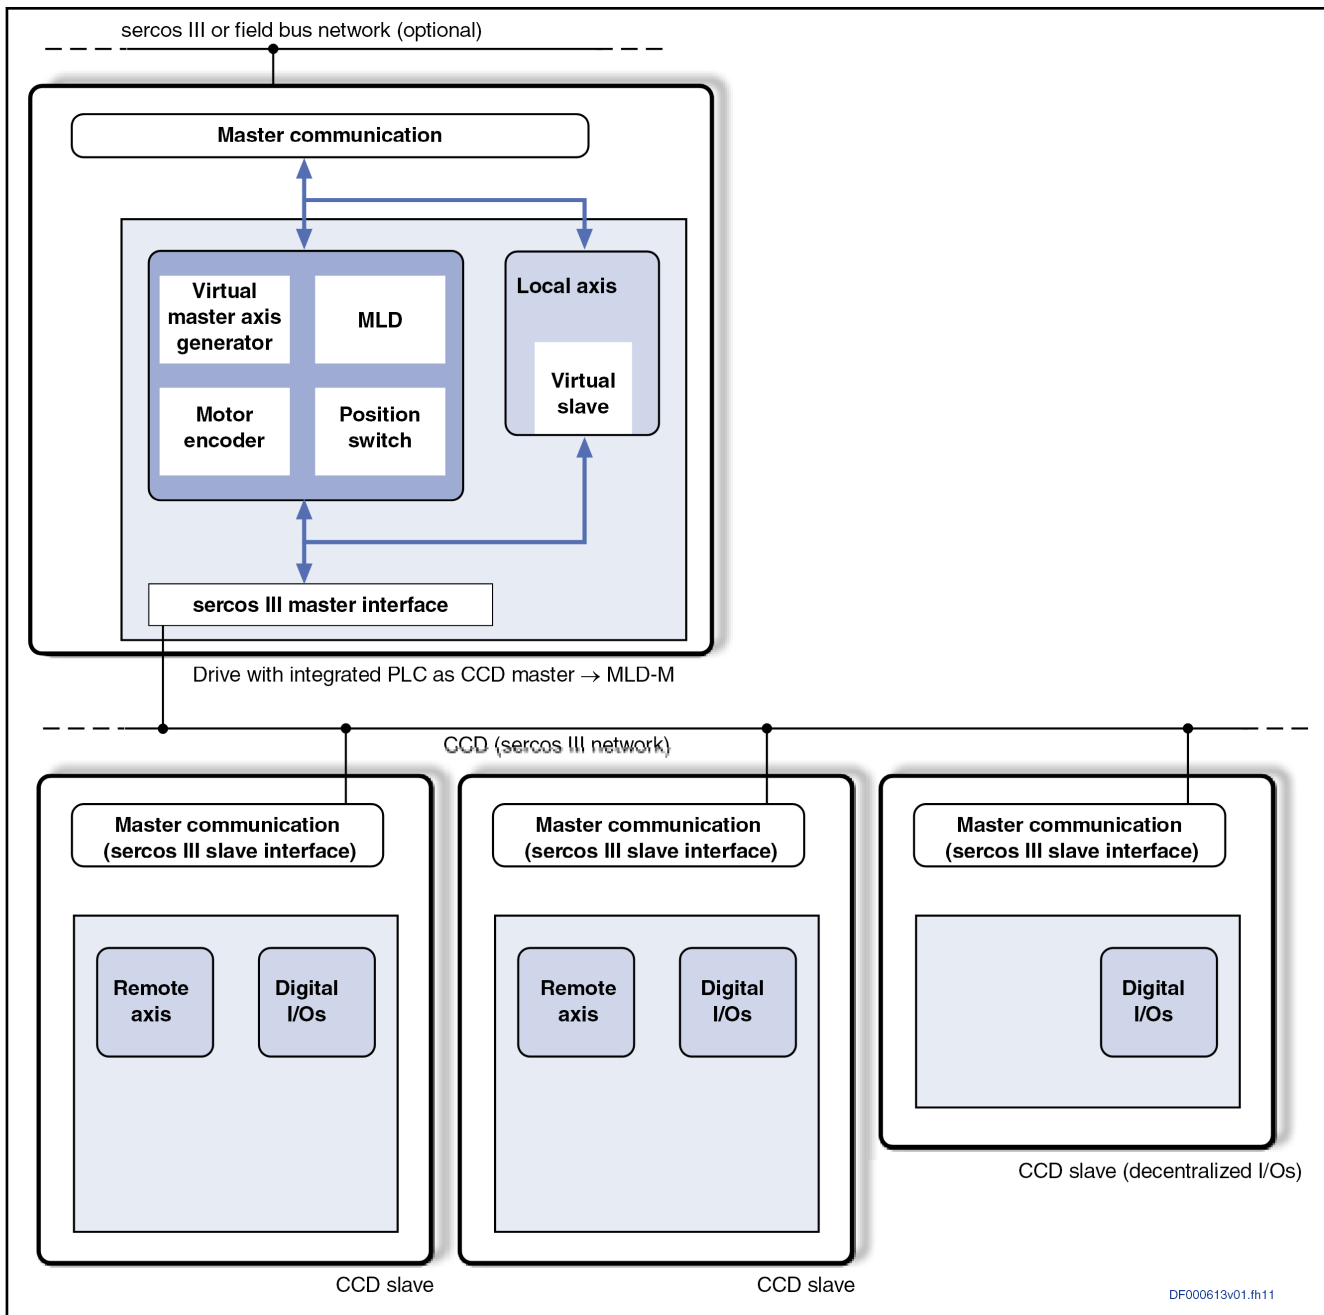 sercos III or field bus network (optional)
Master communication
Virtual
master axis
generator
MLD
Motor
encoder
Position
switch
Local axis
Virtual
slave
sercos III master interface
Drive with integrated PLC as CCD master → MLD-M
CCD (sercos III network)
Master communication
(sercos III slave interface)
Remote
axis
Digital
I/Os
CCD slave
Master communication
(sercos III slave interface)
Remote
axis
Digital
I/Os
CCD slave
Master communication
(sercos III slave interface)
Digital
I/Os
CCD slave (decentralized I/Os)
DF000613v01.fh11